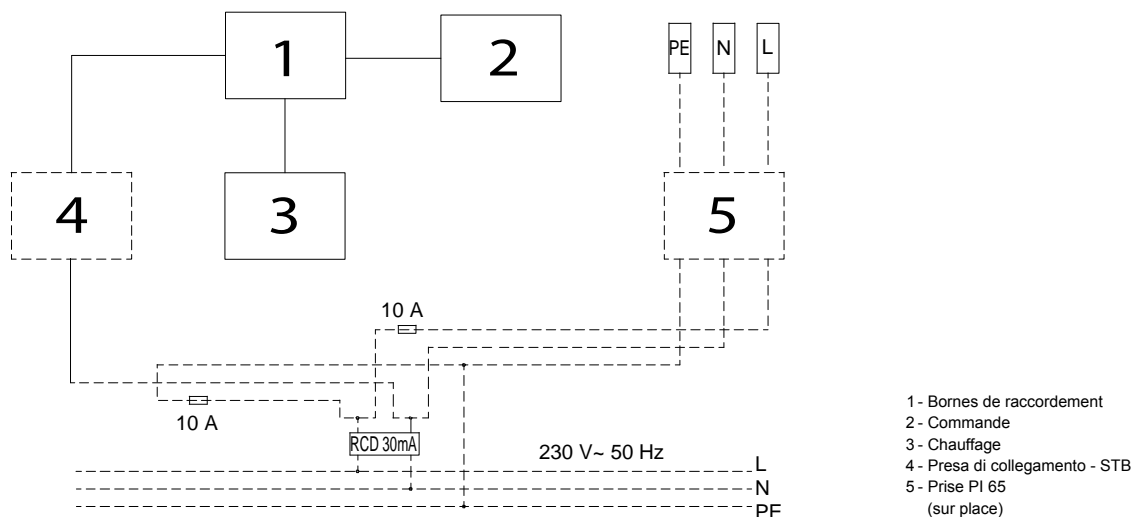 1
2
PE
N
L
4
3
5
10 A
10 A
RCD 30mA
230 V~ 50 Hz
L
N
PE
1 - Bornes de raccordement
2 - Commande
3 - Chauffage
4 - Presa di collegamento - STB
5 - Prise PI 65
(sur place)